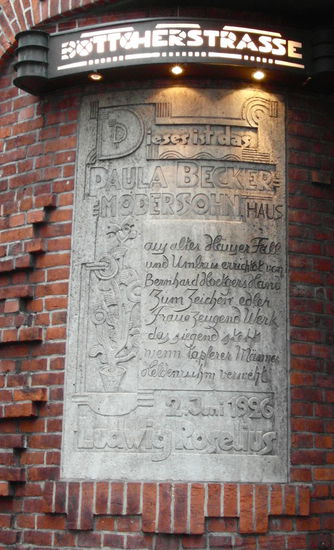 BÖTTCHERSTRASSE
Dieses ist das
PAULA BECKER=
=MODERSOHN HAUS
aus alter Häuser Fall
und Umbau errichtet von
Bernhard Hoetgers Hand
Zum Zeichen edler
Fraue zeugend Werk
das siegend steht
wenn tapferer Männer
Heldenruhm verweht
2. Juni 1926
Ludwig Roselius